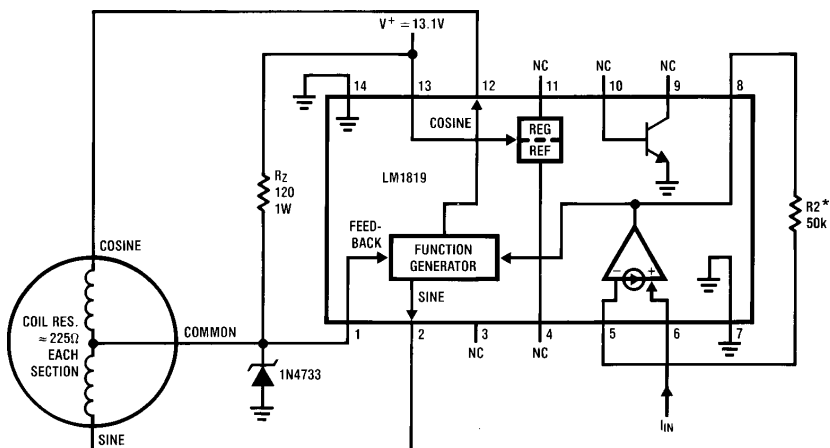 V+ = 13.1V
NC
NC
NC
14
13
12
11
10
9
8
COSINE
REG
REF
LM1819
RZ
120
1W
R2*
50k
FEED-
BACK
FUNCTION
GENERATOR
COSINE
SINE
COIL RES.
≈ 225Ω
EACH
SECTION
COMMON
- +
1
2
3
4
5
6
7
NC
NC
1N4733
IIN
SINE